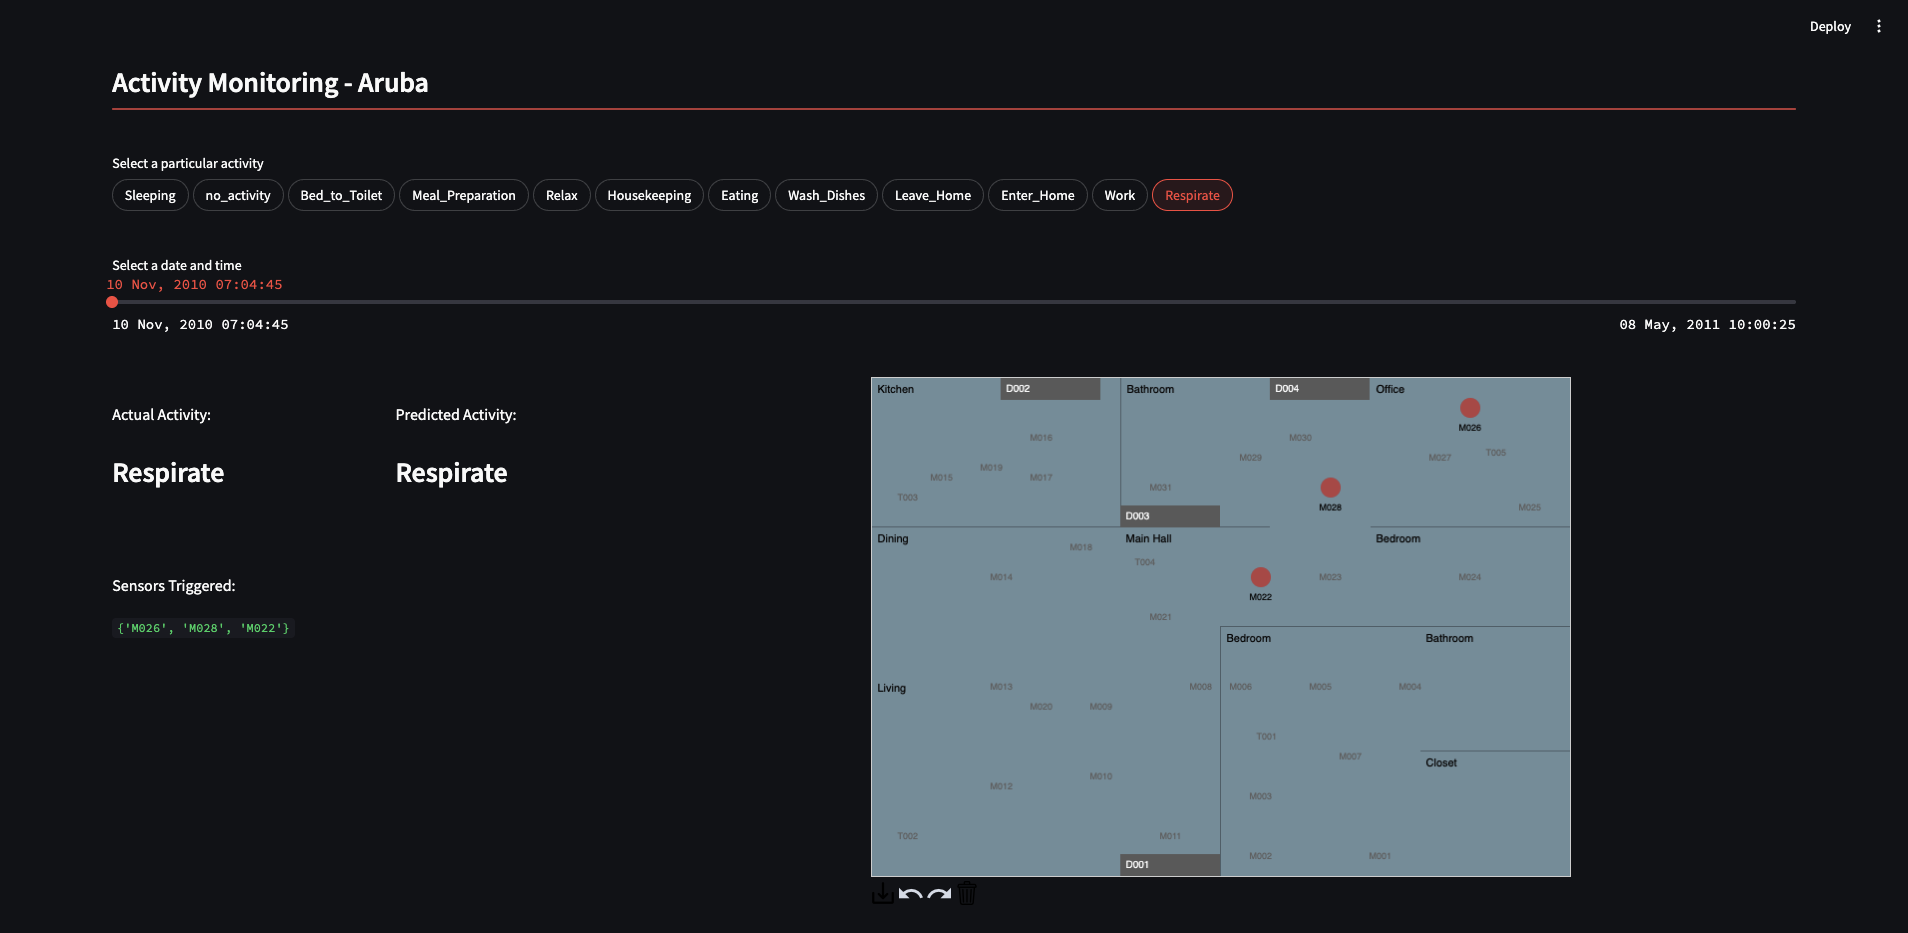 Deploy
Activity Monitoring - Aruba
Select a particular activity
Sleeping no_activity Bed_to_Toilet Meal_Preparation Relax Housekeeping Eating Wash_Dishes Leave_Home Enter_Home Work Respirate
Select a date and time
10 Nov, 2010 07:04:45
10 Nov, 2010 07:04:45 08 May, 2011 10:00:25
Actual Activity: Predicted Activity:
Respirate Respirate
Sensors Triggered:
{'M026', 'M028', 'M022'}
Kitchen D002 Bathroom D004 Office
M026
M016 M030
M029 M027 T005
M019
M015 M017
M031
T003
M028 M025
D003
Dining Main Hall Bedroom
M018
T004
M014 M023 M024
M022
M021
Bedroom Bathroom
Living M013 M008 M006 M005 M004
M020 M009
T001
M007
Closet
M010
M012
M003
T002 M011
M002 M001
D001